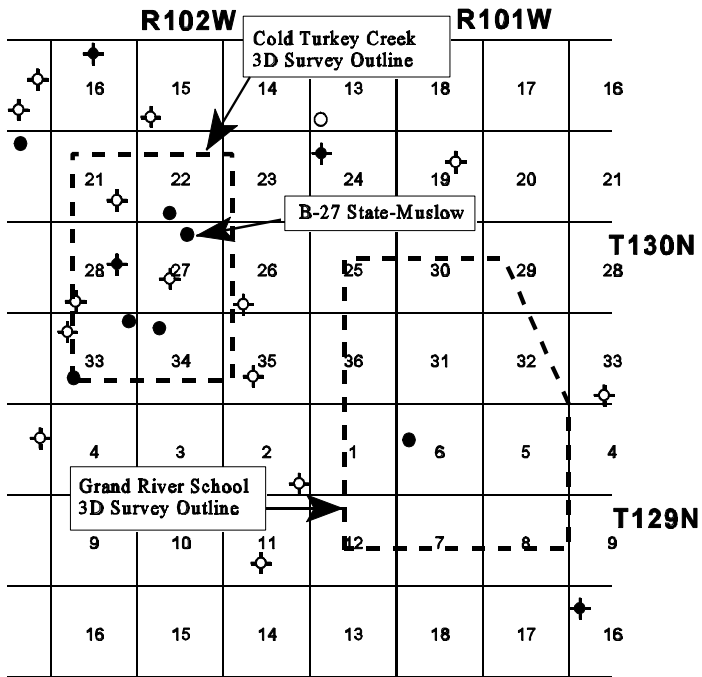 R102W R101W
Cold Turkey Creek
3D Survey Outline
16 15 14 13 18 17 16
21 22 23 24 19 20 21
B-27 State-Muslow
T130N
28 27 26 25 30 29 28
33 34 35 36 31 32 33
4 3 2 1 6 5 4
Grand River School
3D Survey Outline
T129N
9 10 11 12 7 8 9
16 15 14 13 18 17 16